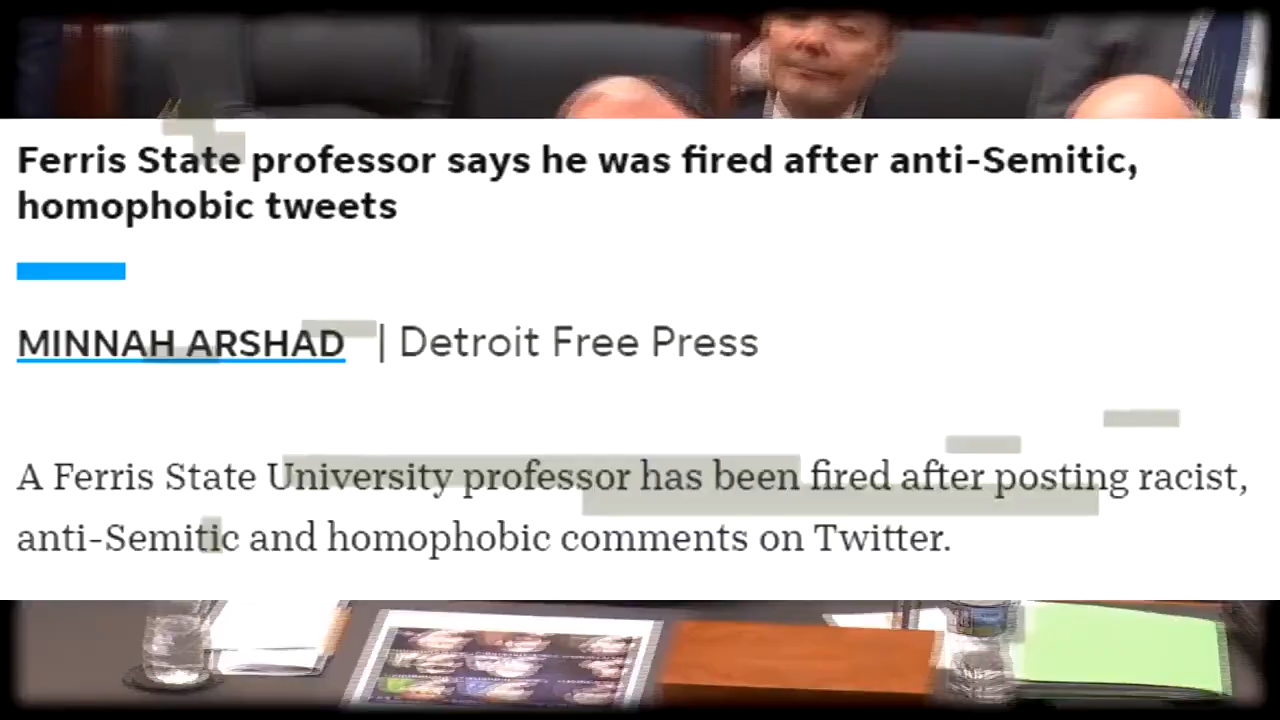 Ferris State professor says he was fired after anti-Semitic,
homophobic tweets
MINNAH ARSHAD | Detroit Free Press
A Ferris State University professor has been fired after posting racist,
anti-Semitic and homophobic comments on Twitter.